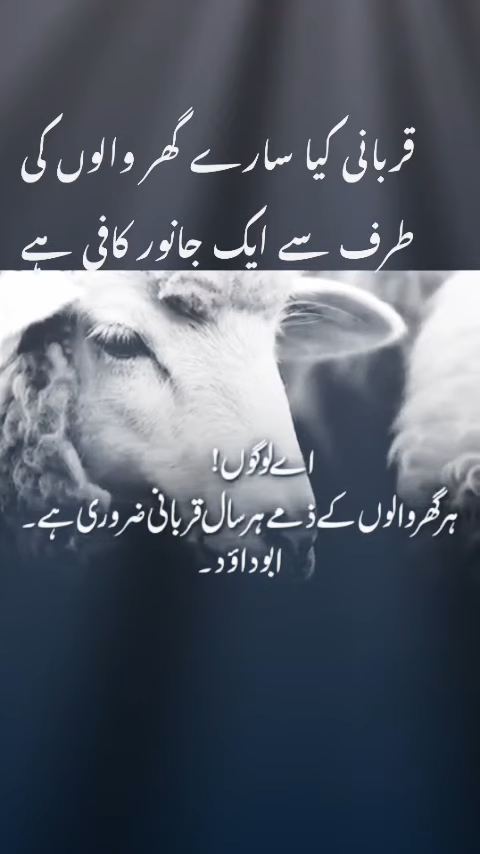 قربانی کیا سارے گھر والوں کی
طرف سے ایک جانور کافی ہے
اے لوگوں!
ہر گھر والوں کے ذمے ہر سال قربانی ضروری ہے۔
ابوداؤد۔